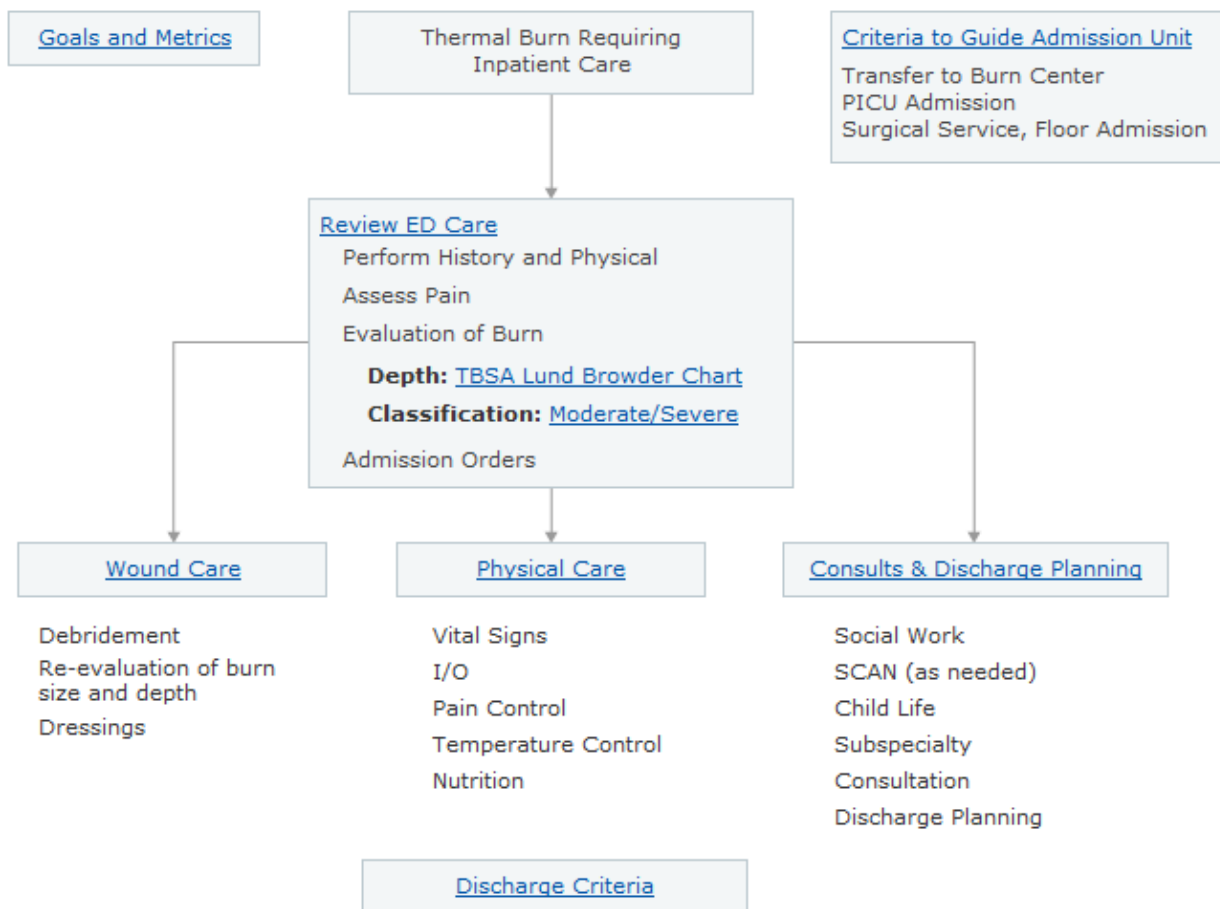 Goals and Metrics
Thermal Burn Requiring
Inpatient Care
Criteria to Guide Admission Unit
Transfer to Burn Center
PICU Admission
Surgical Service, Floor Admission
Review ED Care
Perform History and Physical
Assess Pain
Evaluation of Burn
Depth: TBSA Lund Browder Chart
Classification: Moderate/Severe
Admission Orders
Wound Care
Debridement
Re-evaluation of burn
size and depth
Dressings
Physical Care
Vital Signs
I/O
Pain Control
Temperature Control
Nutrition
Consults & Discharge Planning
Social Work
SCAN (as needed)
Child Life
Subspecialty
Consultation
Discharge Planning
Discharge Criteria